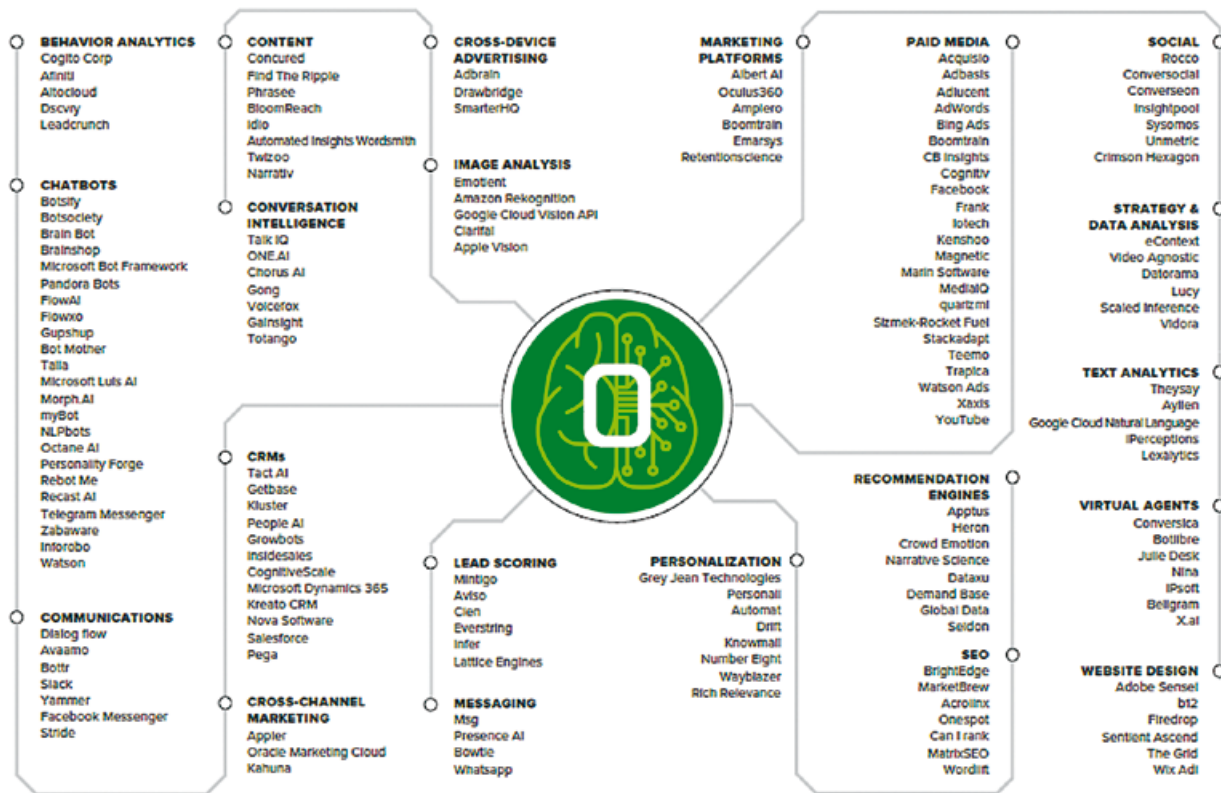 BEHAVIOR ANALYTICS
Cogito Corp
Afiniti
Altocloud
Dscvry
Leadcrunch
CHATBOTS
Botsify
Botsociety
Brain Bot
Brainshop
Microsoft Bot Framework
Pandora Bots
FlowAI
Flowxo
Gupshup
Bot Mother
Talla
Microsoft Luis AI
Morph.AI
myBot
NLPbots
Octane AI
Personality Forge
Rebot Me
Recast AI
Telegram Messenger
Zabaware
Inforobo
Watson
COMMUNICATIONS
Dialog flow
Avaamo
Bottr
Slack
Yammer
Facebook Messenger
Stride
CONTENT
Concured
Find The Ripple
Phrasee
BloomReach
Idio
Automated Insights Wordsmith
Twizoo
Narrativ
CONVERSATION
INTELLIGENCE
Talk IQ
ONE.AI
Chorus AI
Gong
Voicefox
Gainsight
Totango
CRMs
Tact AI
Getbase
Kluster
People AI
Growbots
Insidesales
CognitiveScale
Microsoft Dynamics 365
Kreato CRM
Nova Software
Salesforce
Pega
CROSS-CHANNEL
MARKETING
Appier
Oracle Marketing Cloud
Kahuna
CROSS-DEVICE
ADVERTISING
Adbrain
Drawbridge
SmarterHQ
IMAGE ANALYSIS
Emotient
Amazon Rekognition
Google Cloud Vision API
Clarifai
Apple Vision
LEAD SCORING
Mintigo
Aviso
Cien
Everstring
Infer
Lattice Engines
MESSAGING
Msg
Presence AI
Bowtie
Whatsapp
MARKETING
PLATFORMS
Albert AI
Oculus360
Amplero
Boomtrain
Emarsys
Retentionscience
PERSONALIZATION
Grey Jean Technologies
Personali
Automat
Drift
Knowmail
Number Eight
Wayblazer
Rich Relevance
PAID MEDIA
Acquisio
Adbasis
Adlucent
AdWords
Bing Ads
Boomtrain
CB Insights
Cognitiv
Facebook
Frank
Iotech
Kenshoo
Magnetic
Marin Software
MediaIQ
quartzml
Sizmek-Rocket Fuel
Stackadapt
Teemo
Trapica
Watson Ads
Xaxis
YouTube
RECOMMENDATION
ENGINES
Apptus
Heron
Crowd Emotion
Narrative Science
Dataxu
Demand Base
Global Data
Seldon
SEO
BrightEdge
MarketBrew
Acrolinx
Onespot
Can I rank
MatrixSEO
Wordlift
SOCIAL
Rocco
Conversocial
Converseon
Insightpool
Sysomos
Unmetric
Crimson Hexagon
STRATEGY &
DATA ANALYSIS
eContext
Video Agnostic
Datorama
Lucy
Scaled Inference
Vidora
TEXT ANALYTICS
Theysay
Aylien
Google Cloud Natural Language
iPerceptions
Lexalytics
VIRTUAL AGENTS
Conversica
Botlibre
Julie Desk
Nina
IPsoft
Beligram
X.ai
WEBSITE DESIGN
Adobe Sensei
b12
Firedrop
Sentient Ascend
The Grid
Wix Adi